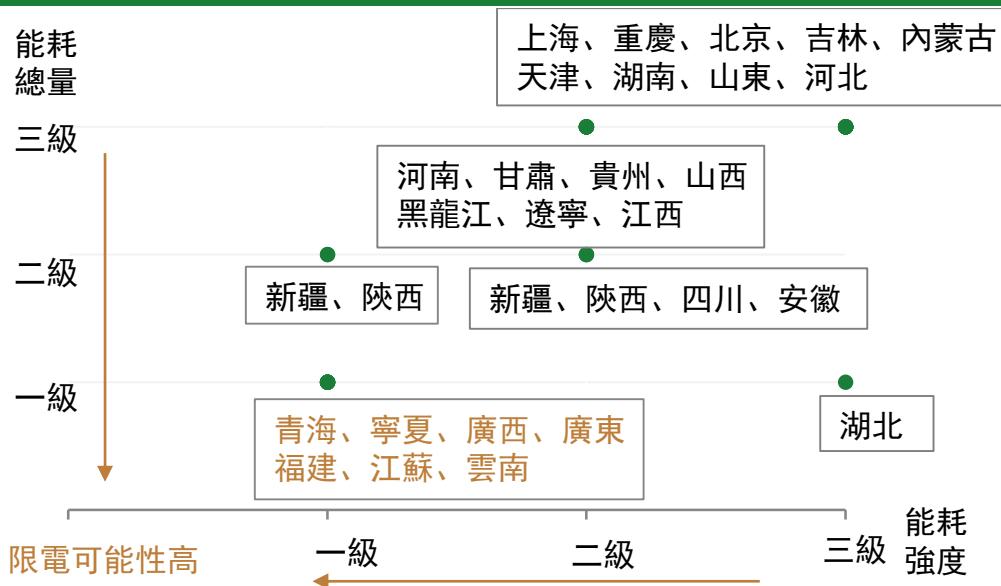 能耗
總量
上海、重慶、北京、吉林、內蒙古
天津、湖南、山東、河北
三級
河南、甘肅、貴州、山西
黑龍江、遼寧、江西
二級
新疆、陝西
新疆、陝西、四川、安徽
一級
青海、寧夏、廣西、廣東
福建、江蘇、雲南
湖北
限電可能性高
一級
二級
三級
能耗
強度